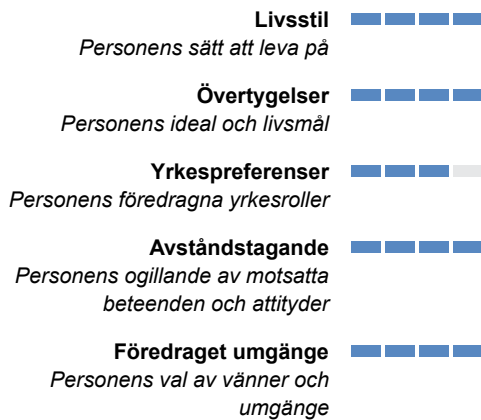 Livsstil
Personens sätt att leva på
Övertygelser
Personens ideal och livsmål
Yrkespreferenser
Personens föredragna yrkesroller
Avståndstagande
Personens ogillande av motsatta
beteenden och attityder
Föredraget umgänge
Personens val av vänner och
umgänge